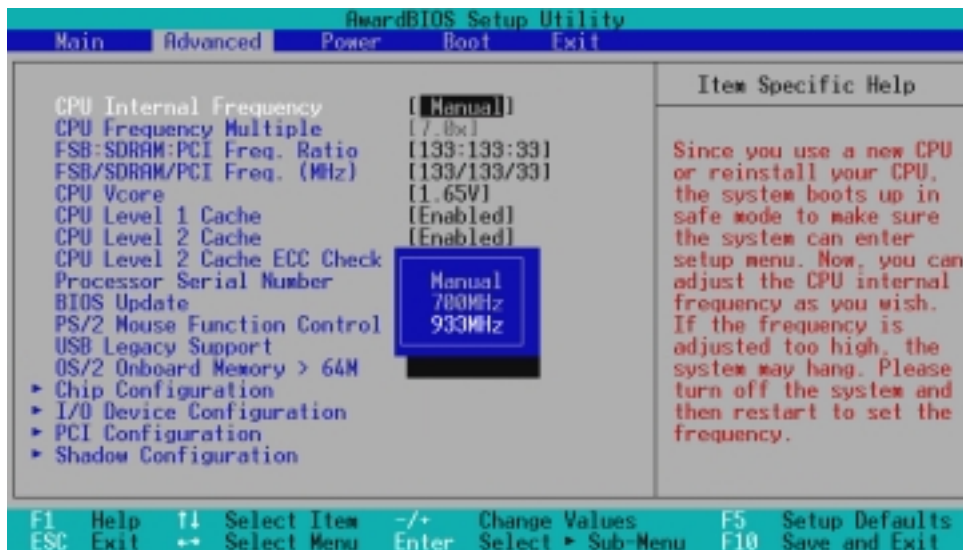 AwardBIOS Setup Utility
Main Advanced Power Boot Exit
CPU Internal Frequency [ Manual]
CPU Frequency Multiple [7.0x]
FSB:SDRAM:PCI Freq. Ratio [133:133:33]
FSB/SDRAM/PCI Freq. (MHz) [133/133/33]
CPU Vcore [1.65V]
CPU Level 1 Cache [Enabled]
CPU Level 2 Cache [Enabled]
CPU Level 2 Cache ECC Check
Processor Serial Number
BIOS Update
PS/2 Mouse Function Control
USB Legacy Support
OS/2 Onboard Memory > 64M
► Chip Configuration
► I/O Device Configuration
► PCI Configuration
► Shadow Configuration
Manual
700MHz
933MHz
Item Specific Help
Since you use a new CPU
or reinstall your CPU,
the system boots up in
safe mode to make sure
the system can enter
setup menu. Now, you can
adjust the CPU internal
frequency as you wish.
If the frequency is
adjusted too high, the
system may hang. Please
turn off the system and
then restart to set the
frequency.
F1 Help ↑↓ Select Item -/+ Change Values F5 Setup Defaults
ESC Exit ←→ Select Menu Enter Select ► Sub-Menu F10 Save and Exit